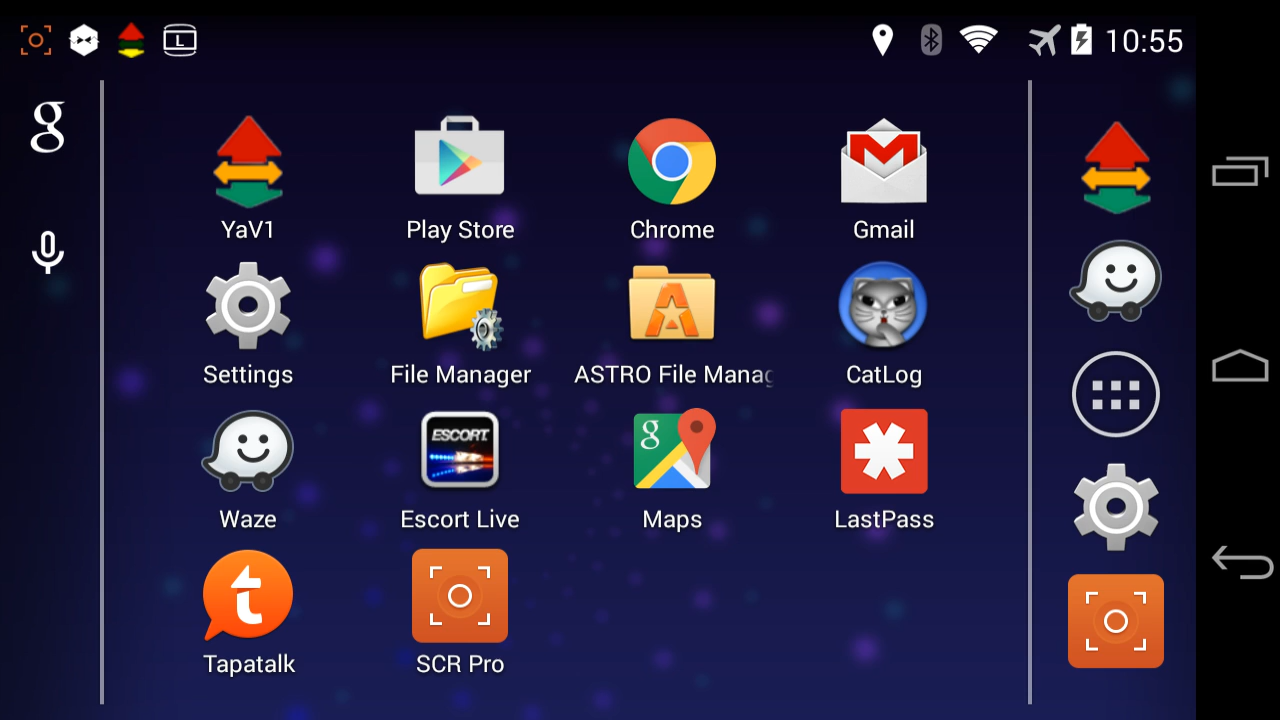 L
10:55
g
YaV1
Play Store
Chrome
Gmail
Settings
File Manager
ASTRO File Manag
CatLog
ESCORT
g
Waze
Escort Live
Maps
LastPass
t
Tapatalk
SCR Pro